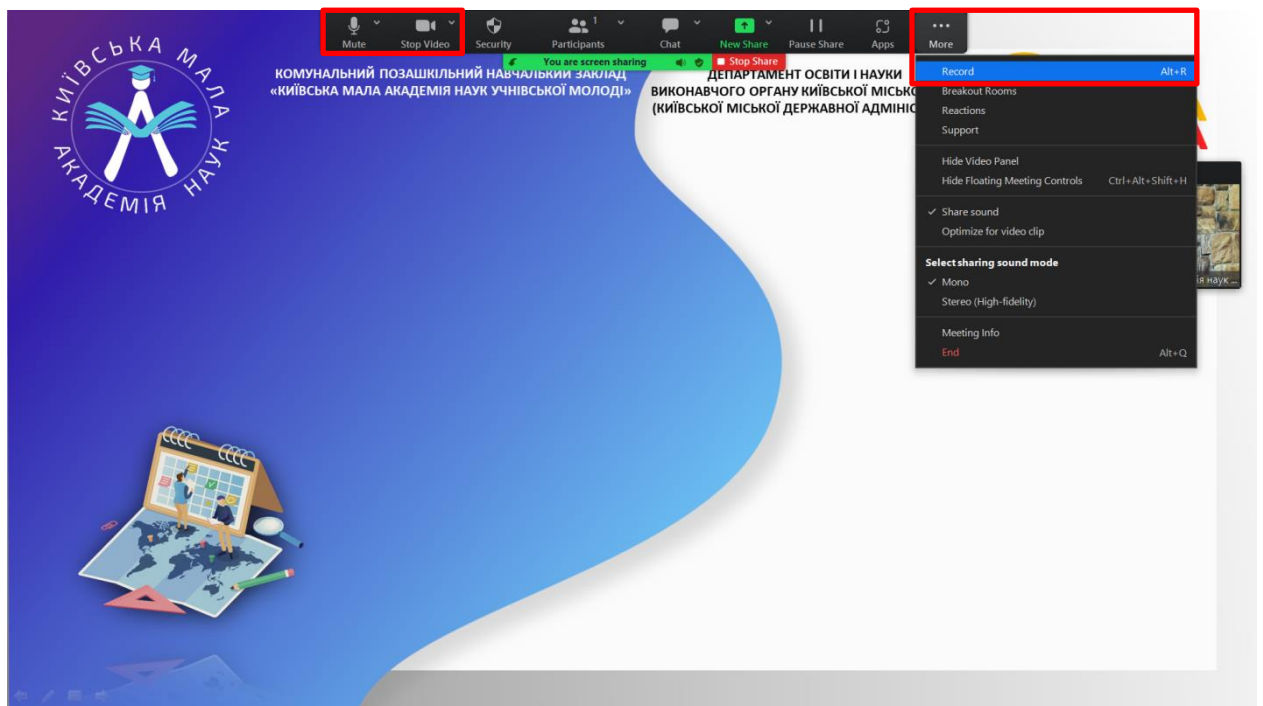 КИЇВСЬКА МАЛА АКАДЕМІЯ НАУК
Mute Stop Video Security Participants 1 Chat New Share Pause Share Apps More
You are screen sharing Stop Share
КОМУНАЛЬНИЙ ПОЗАШКІЛЬНИЙ НАВЧАЛЬНИЙ ЗАКЛАД
«КИЇВСЬКА МАЛА АКАДЕМІЯ НАУК УЧНІВСЬКОЇ МОЛОДІ»
ДЕПАРТАМЕНТ ОСВІТИ І НАУКИ
ВИКОНАВЧОГО ОРГАНУ КИЇВСЬКОЇ МІСЬКО
(КИЇВСЬКОЇ МІСЬКОЇ ДЕРЖАВНОЇ АДМІНІС
Record Alt+R
Breakout Rooms
Reactions
Support
Hide Video Panel
Hide Floating Meeting Controls Ctrl+Alt+Shift+H
Share sound
Optimize for video clip
Select sharing sound mode
Mono
Stereo (High-fidelity)
Meeting Info
End Alt+Q
ія наук ...